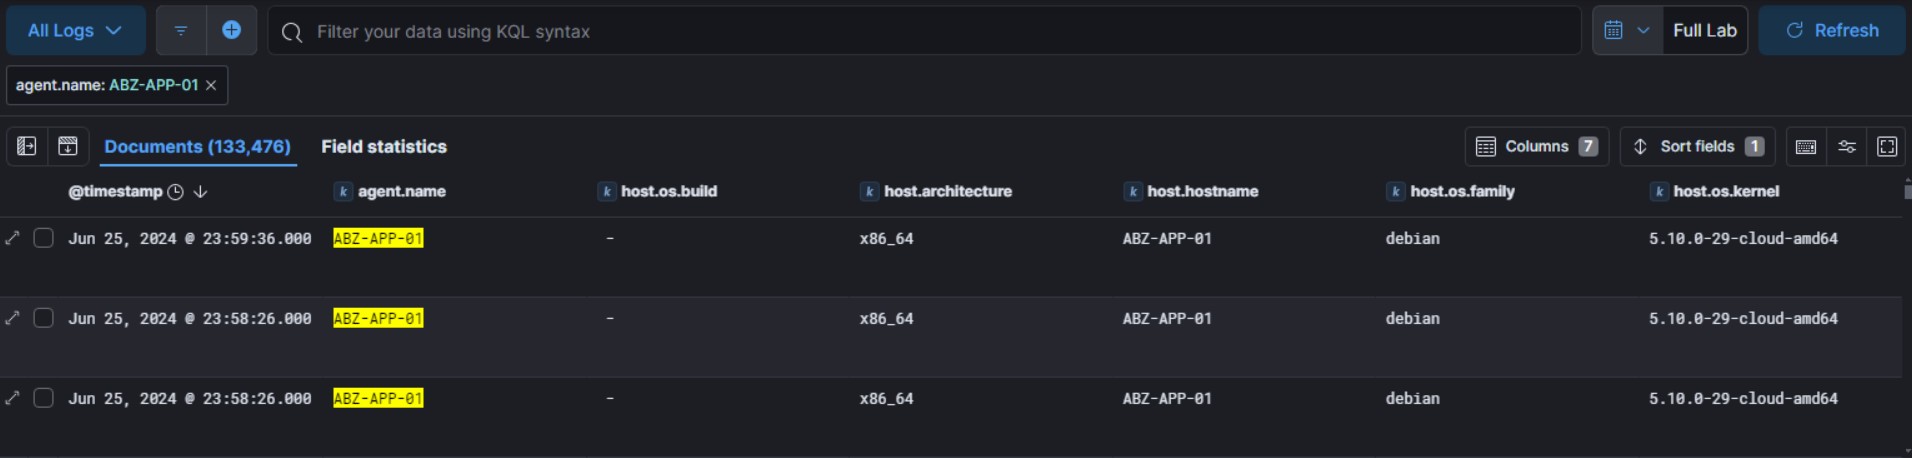 All Logs Filter your data using KQL syntax Full Lab Refresh
agent.name: ABZ-APP-01 ×
Documents (133,476) Field statistics Columns 7 Sort fields 1
@timestamp k agent.name k host.os.build k host.architecture k host.hostname k host.os.family k host.os.kernel
Jun 25, 2024 @ 23:59:36.000 ABZ-APP-01 - x86_64 ABZ-APP-01 debian 5.10.0-29-cloud-amd64
Jun 25, 2024 @ 23:58:26.000 ABZ-APP-01 - x86_64 ABZ-APP-01 debian 5.10.0-29-cloud-amd64
Jun 25, 2024 @ 23:58:26.000 ABZ-APP-01 - x86_64 ABZ-APP-01 debian 5.10.0-29-cloud-amd64